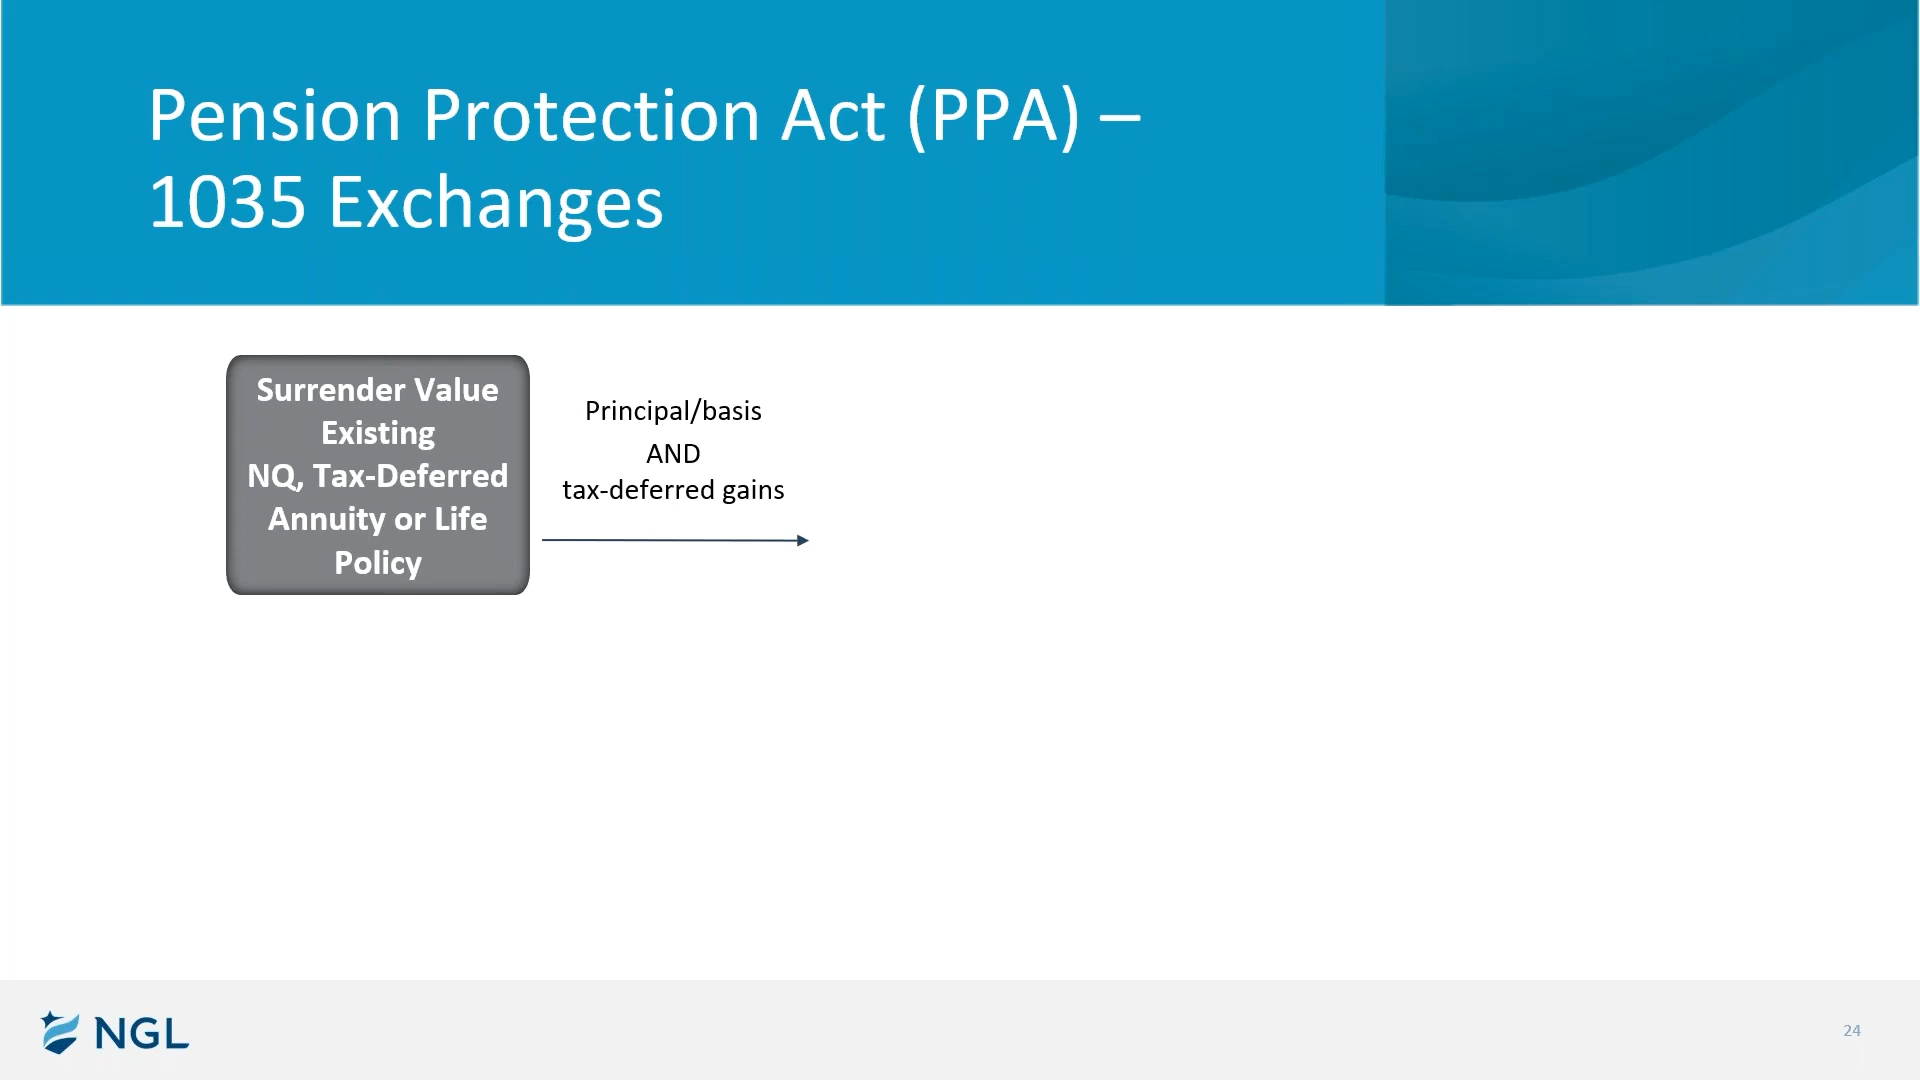 Pension Protection Act (PPA) –
1035 Exchanges
Surrender Value
Existing
NQ, Tax-Deferred
Annuity or Life
Policy
Principal/basis
AND
tax-deferred gains
NGL
24